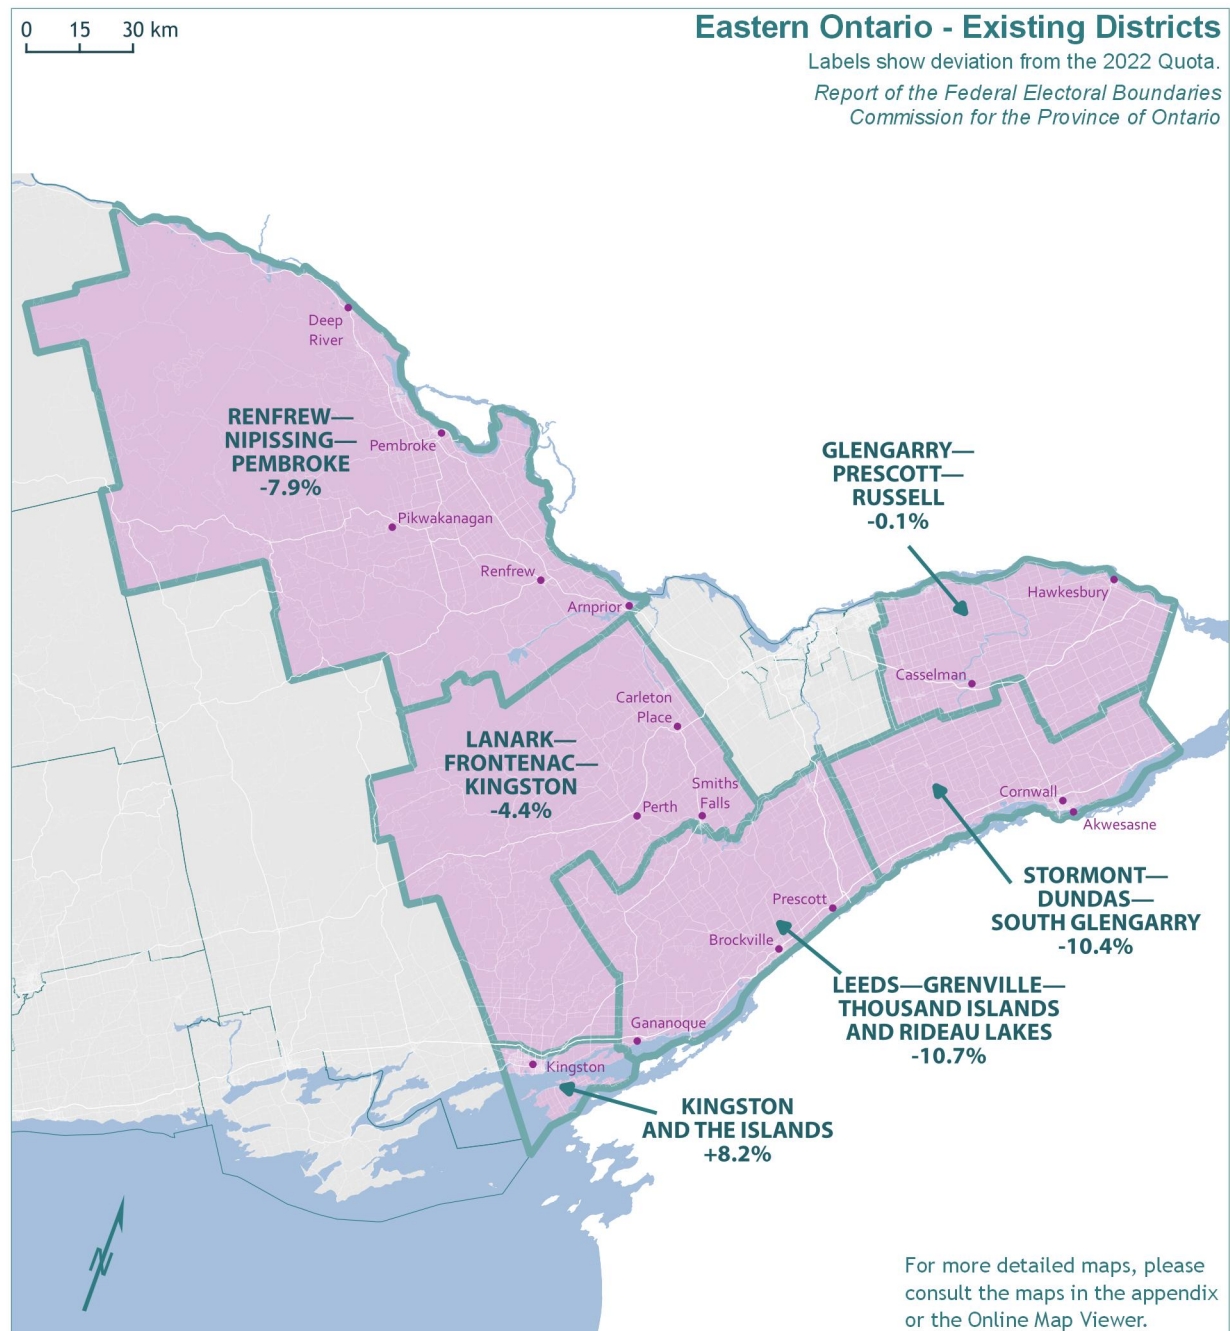 0 15 30 km
Eastern Ontario - Existing Districts
Labels show deviation from the 2022 Quota.
Report of the Federal Electoral Boundaries
Commission for the Province of Ontario
Deep
River
RENFREW—
NIPISSING—
PEMBROKE
-7.9%
Pembroke
Pikwakanagan
Renfrew
Arnprior
GLENGARRY—
PRESCOTT—
RUSSELL
-0.1%
Hawkesbury
Casselman
Carleton
Place
LANARK—
FRONTENAC—
KINGSTON
-4.4%
Smiths
Falls
Perth
Cornwall
Akwesasne
STORMONT—
DUNDAS—
SOUTH GLENGARRY
-10.4%
Prescott
Brockville
LEEDS—GRENVILLE—
THOUSAND ISLANDS
AND RIDEAU LAKES
-10.7%
Gananoque
Kingston
KINGSTON
AND THE ISLANDS
+8.2%
N
For more detailed maps, please
consult the maps in the appendix
or the Online Map Viewer.